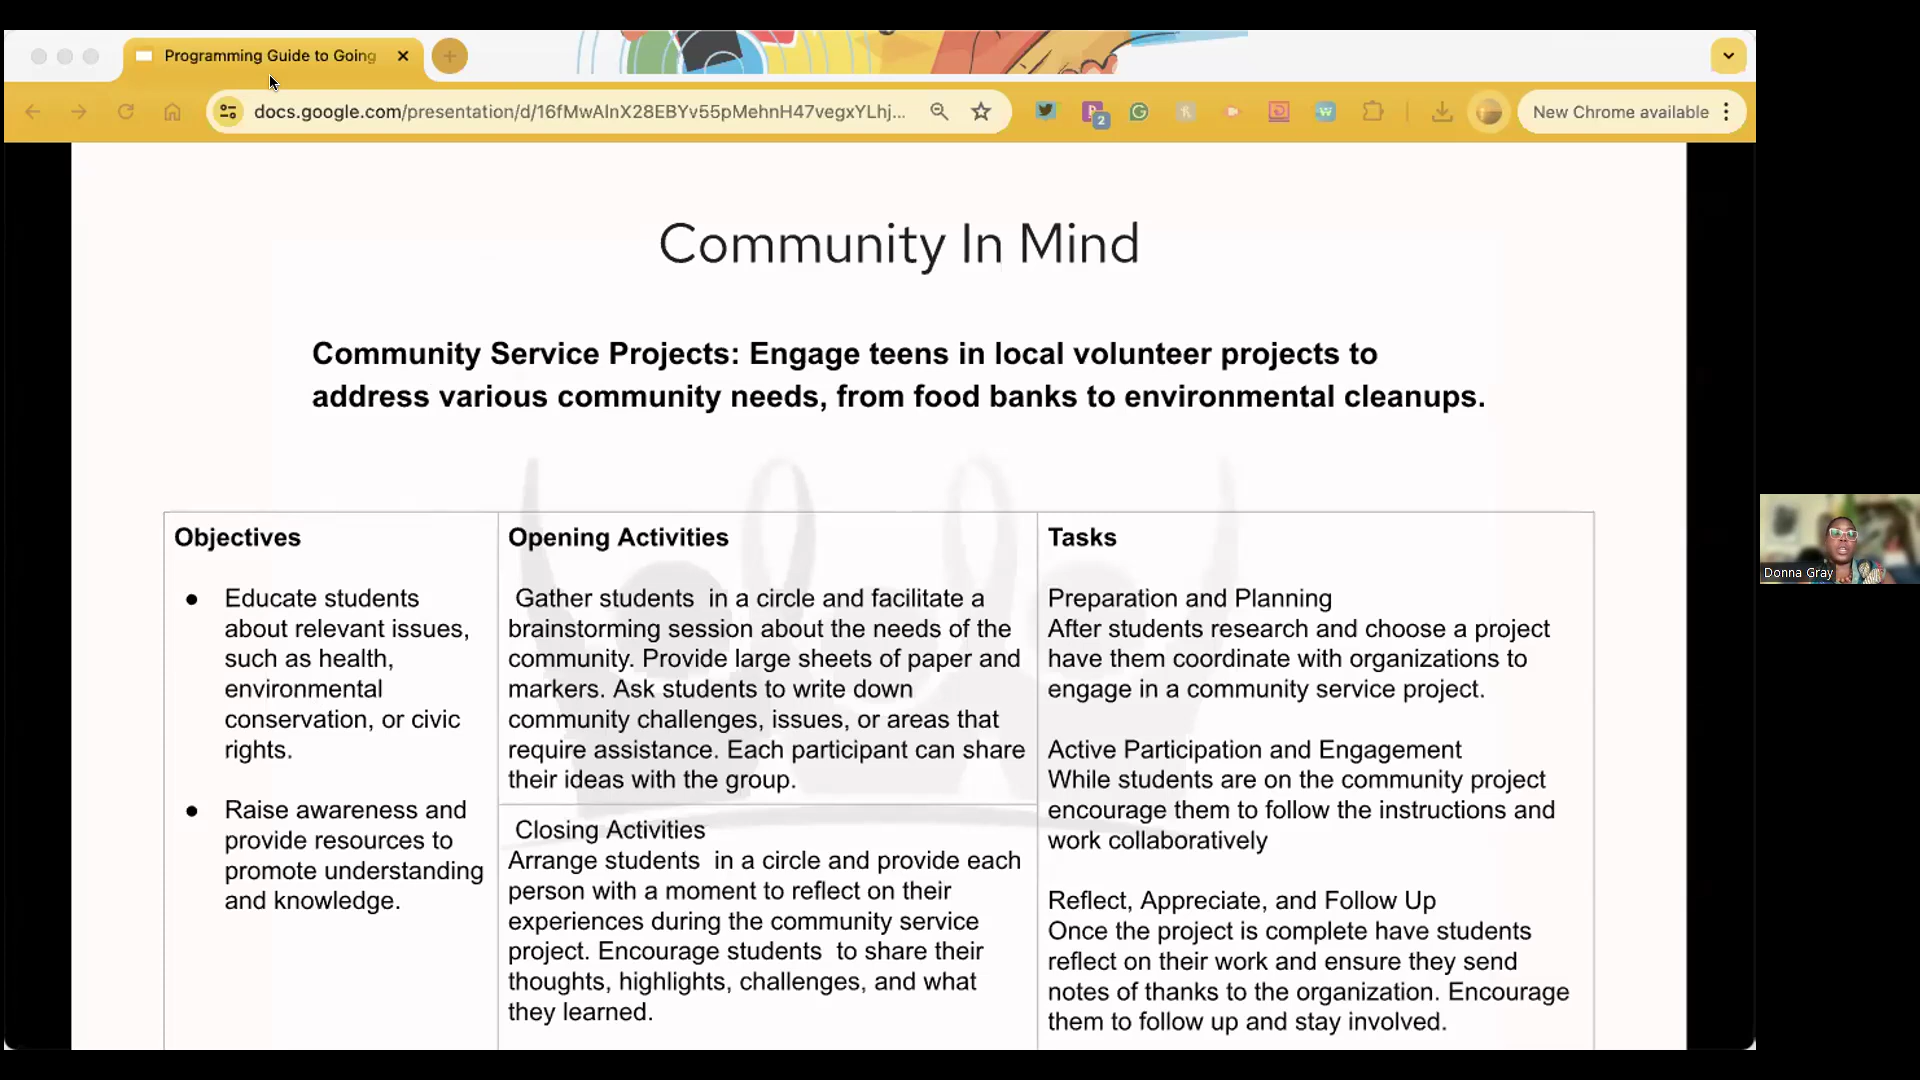 Programming Guide to Going
docs.google.com/presentation/d/16fMwAlnX28EBYv55pMehnH47vegxYLhj...
2
New Chrome available
Community In Mind
Community Service Projects: Engage teens in local volunteer projects to
address various community needs, from food banks to environmental cleanups.
Objectives
Educate students
about relevant issues,
such as health,
environmental
conservation, or civic
rights.
Raise awareness and
provide resources to
promote understanding
and knowledge.
Opening Activities
Gather students in a circle and facilitate a
brainstorming session about the needs of the
community. Provide large sheets of paper and
markers. Ask students to write down
community challenges, issues, or areas that
require assistance. Each participant can share
their ideas with the group.
Closing Activities
Arrange students in a circle and provide each
person with a moment to reflect on their
experiences during the community service
project. Encourage students to share their
thoughts, highlights, challenges, and what
they learned.
Tasks
Preparation and Planning
After students research and choose a project
have them coordinate with organizations to
engage in a community service project.
Active Participation and Engagement
While students are on the community project
encourage them to follow the instructions and
work collaboratively
Reflect, Appreciate, and Follow Up
Once the project is complete have students
reflect on their work and ensure they send
notes of thanks to the organization. Encourage
them to follow up and stay involved.
Donna Gray